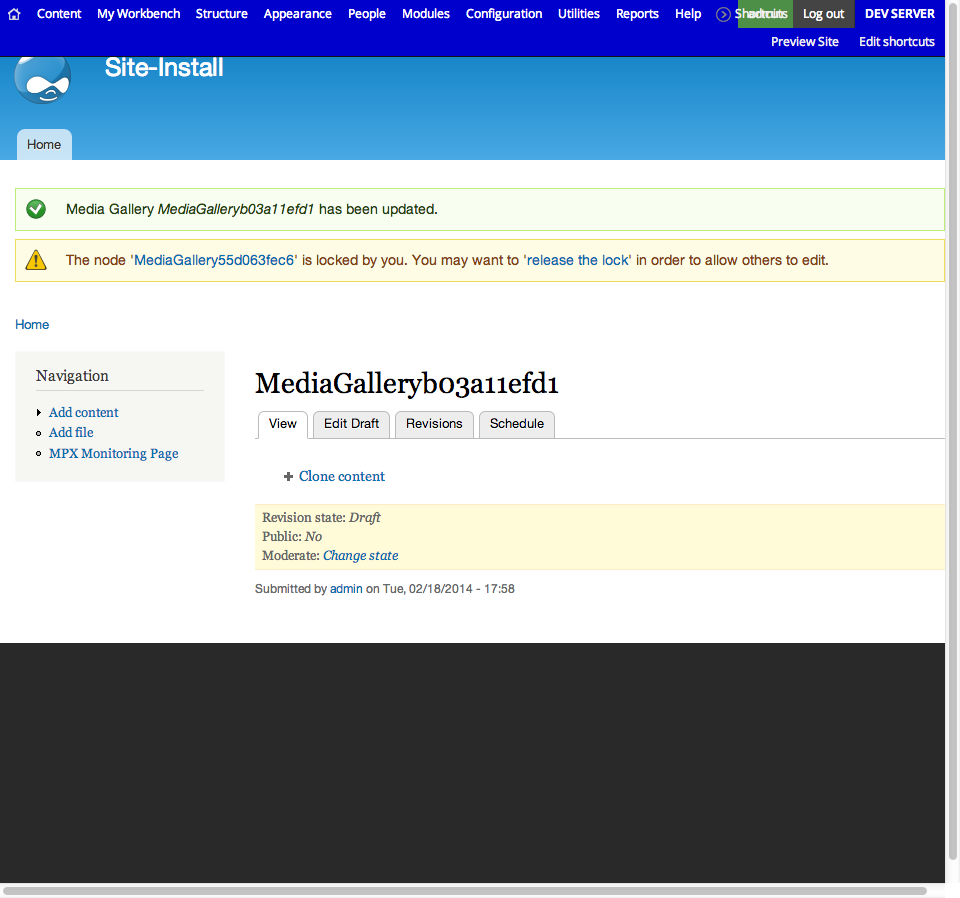 Content My Workbench Structure Appearance People Modules Configuration Utilities Reports Help Shortcuts Log out DEV SERVER
Preview Site Edit shortcuts
Site-Install
Home
Media Gallery MediaGalleryb03a11efd1 has been updated.
The node 'MediaGallery55d063fec6' is locked by you. You may want to 'release the lock' in order to allow others to edit.
Home
Navigation
Add content
Add file
MPX Monitoring Page
MediaGalleryb03a11efd1
View Edit Draft Revisions Schedule
Clone content
Revision state: Draft
Public: No
Moderate: Change state
Submitted by admin on Tue, 02/18/2014 - 17:58